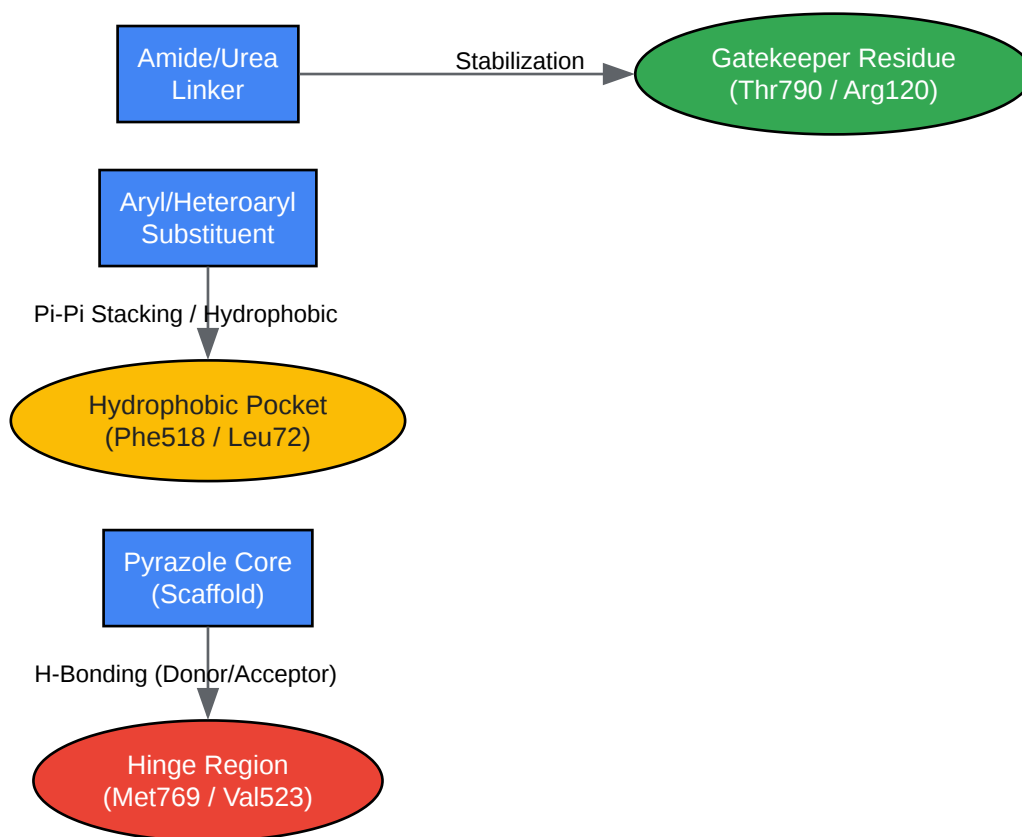 Amide/Urea
Linker
Stabilization
Gatekeeper Residue
(Thr790 / Arg120)
Aryl/Heteroaryl
Substituent
Pi-Pi Stacking / Hydrophobic
Hydrophobic Pocket
(Phe518 / Leu72)
Pyrazole Core
(Scaffold)
H-Bonding (Donor/Acceptor)
Hinge Region
(Met769 / Val523)